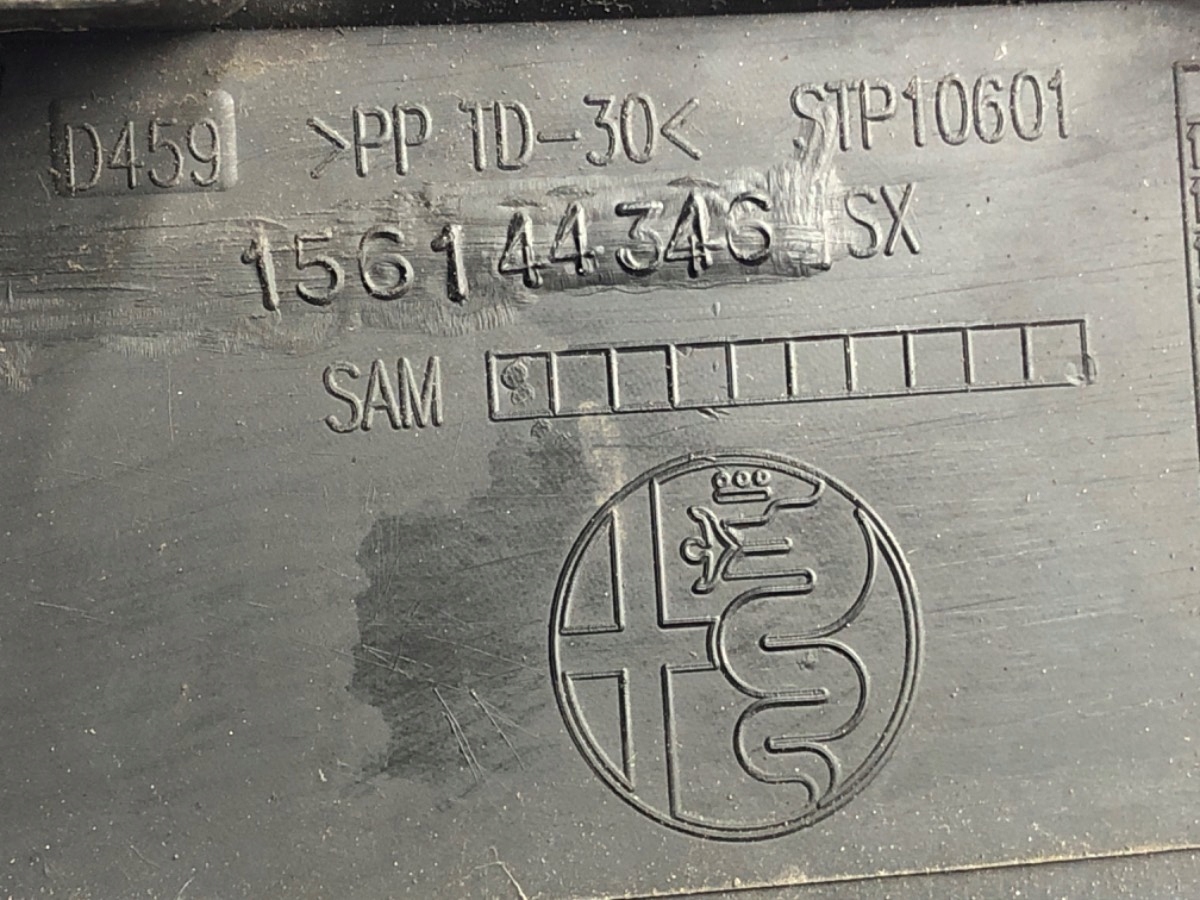 D459 >PP TD-30< STP10601
156144346 SX
SAM